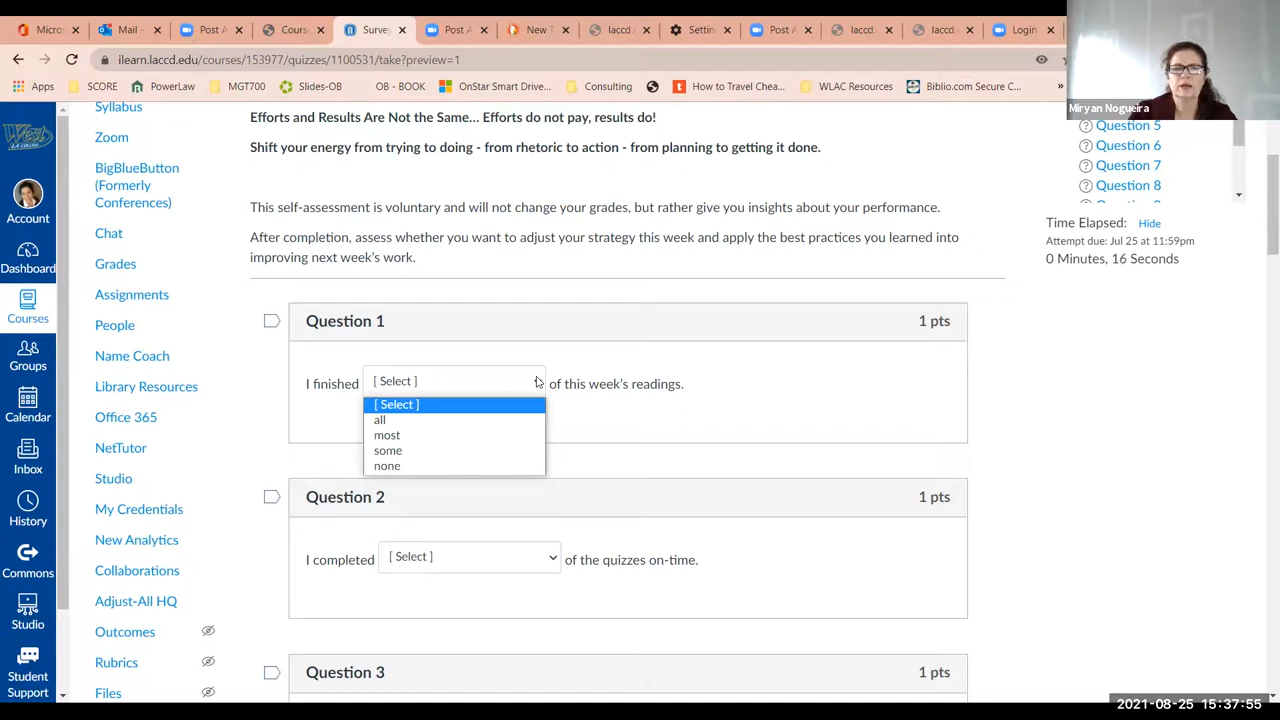 Micros
Mail -
Post A
Cours
Surve
Post A
New T
laccd.
Settin
Post A
laccd.
laccd.
Login
ilearn.laccd.edu/courses/153977/quizzes/1100531/take?preview=1
Apps
SCORE
PowerLaw
MGT700
Slides-OB
OB - BOOK
OnStar Smart Drive...
Consulting
How to Travel Chea...
WLAC Resources
Biblio.com Secure C...
»
Miryan Nogueira
West
L.A. COLLEGE
Account
Dashboard
Courses
Groups
Calendar
Inbox
History
Commons
Studio
Student
Support
Syllabus
Zoom
BigBlueButton
(Formerly
Conferences)
Chat
Grades
Assignments
People
Name Coach
Library Resources
Office 365
NetTutor
Studio
My Credentials
New Analytics
Collaborations
Adjust-All HQ
Outcomes
Rubrics
Files
Efforts and Results Are Not the Same... Efforts do not pay, results do!
Shift your energy from trying to doing - from rhetoric to action - from planning to getting it done.
This self-assessment is voluntary and will not change your grades, but rather give you insights about your performance.
After completion, assess whether you want to adjust your strategy this week and apply the best practices you learned into
improving next week's work.
Question 1 1 pts
I finished [ Select ] of this week's readings.
[ Select ]
all
most
some
none
Question 2 1 pts
I completed [ Select ] of the quizzes on-time.
Question 3 1 pts
Question 5
Question 6
Question 7
Question 8
Time Elapsed: Hide
Attempt due: Jul 25 at 11:59pm
0 Minutes, 16 Seconds
2021-08-25 15:37:55